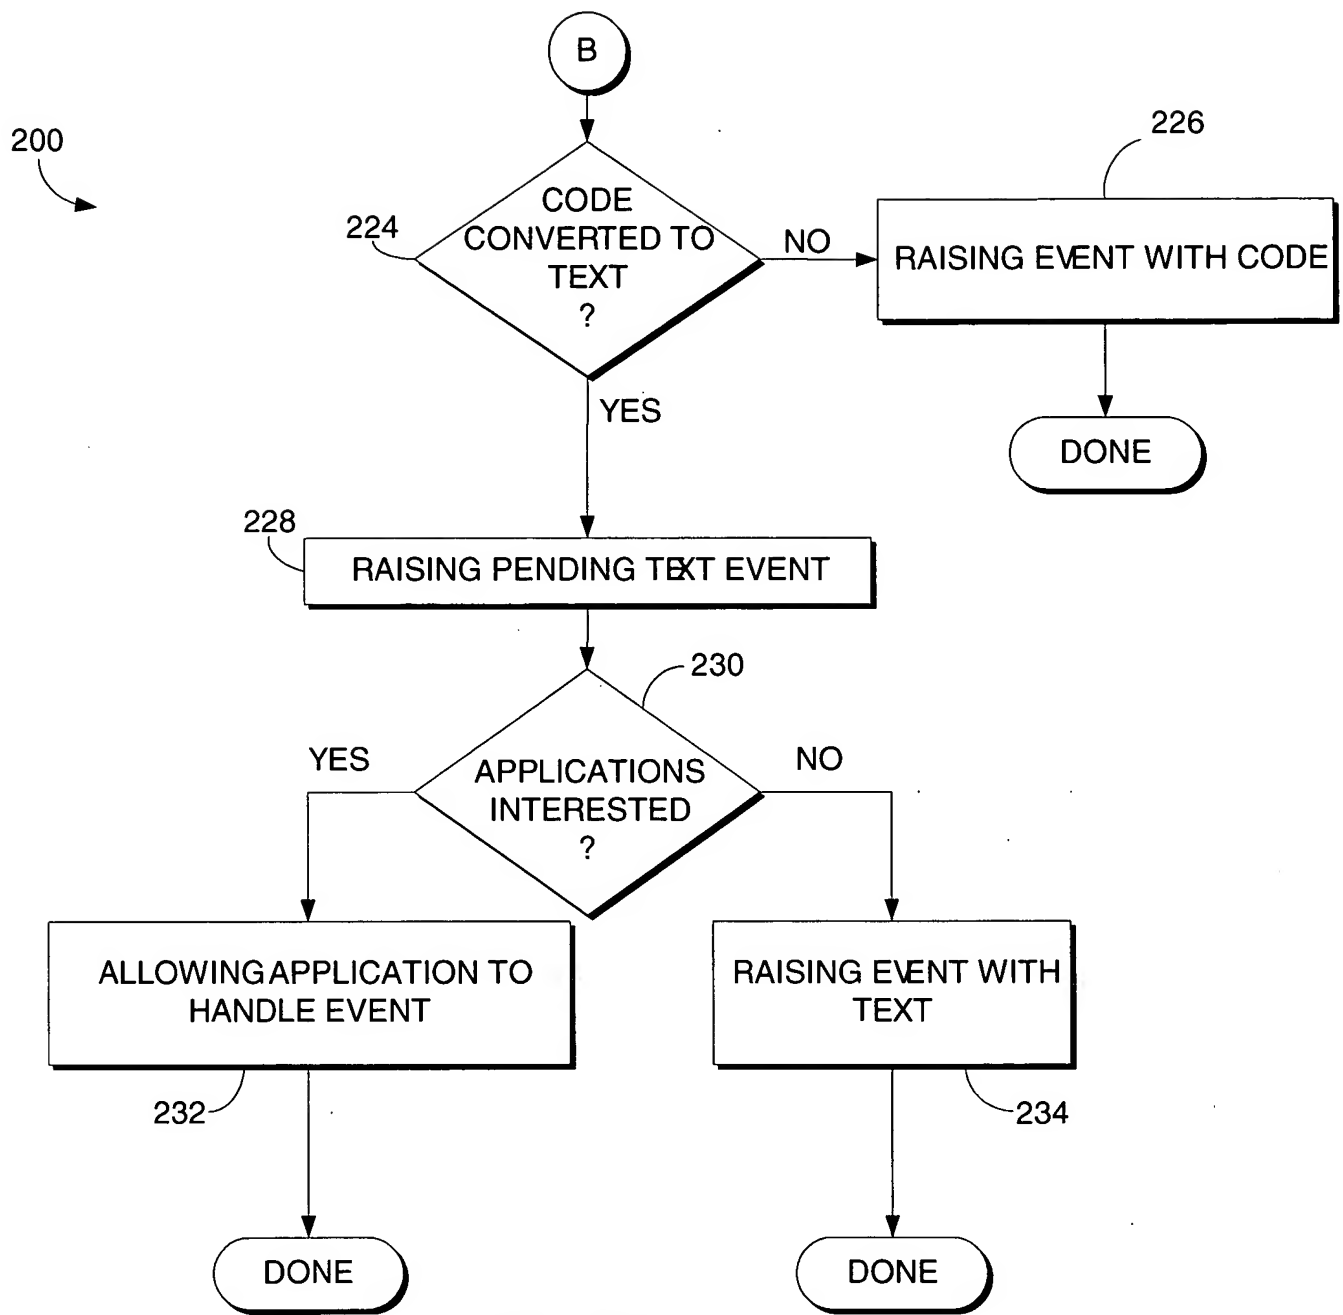 B
200
224
CODE
CONVERTED TO
TEXT
?
NO
226
RAISING EVENT WITH CODE
DONE
YES
228
RAISING PENDING TEXT EVENT
230
YES
APPLICATIONS
INTERESTED
?
NO
ALLOWING APPLICATION TO
HANDLE EVENT
232
RAISING EVENT WITH
TEXT
234
DONE
DONE